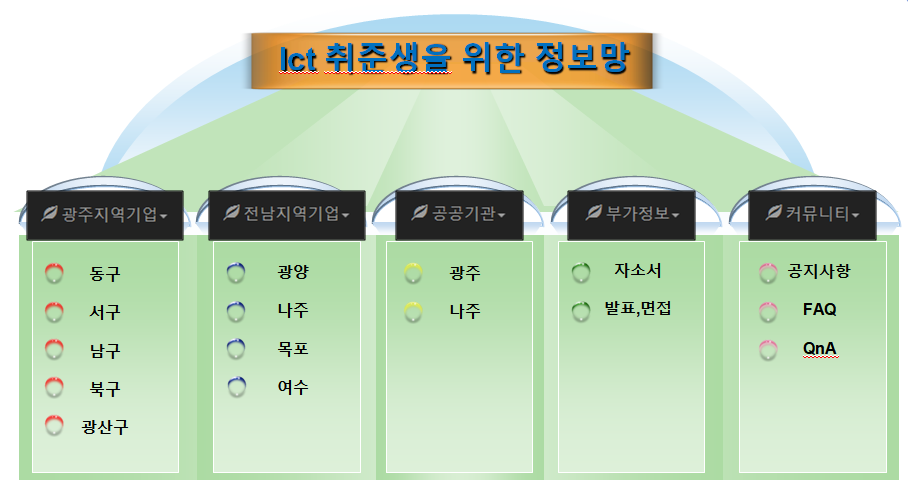 Ict 취준생을 위한 정보망
광주지역기업
동구
서구
남구
북구
광산구
전남지역기업
광양
나주
목포
여수
공공기관
광주
나주
부가정보
자소서
발표,면접
커뮤니티
공지사항
FAQ
QnA